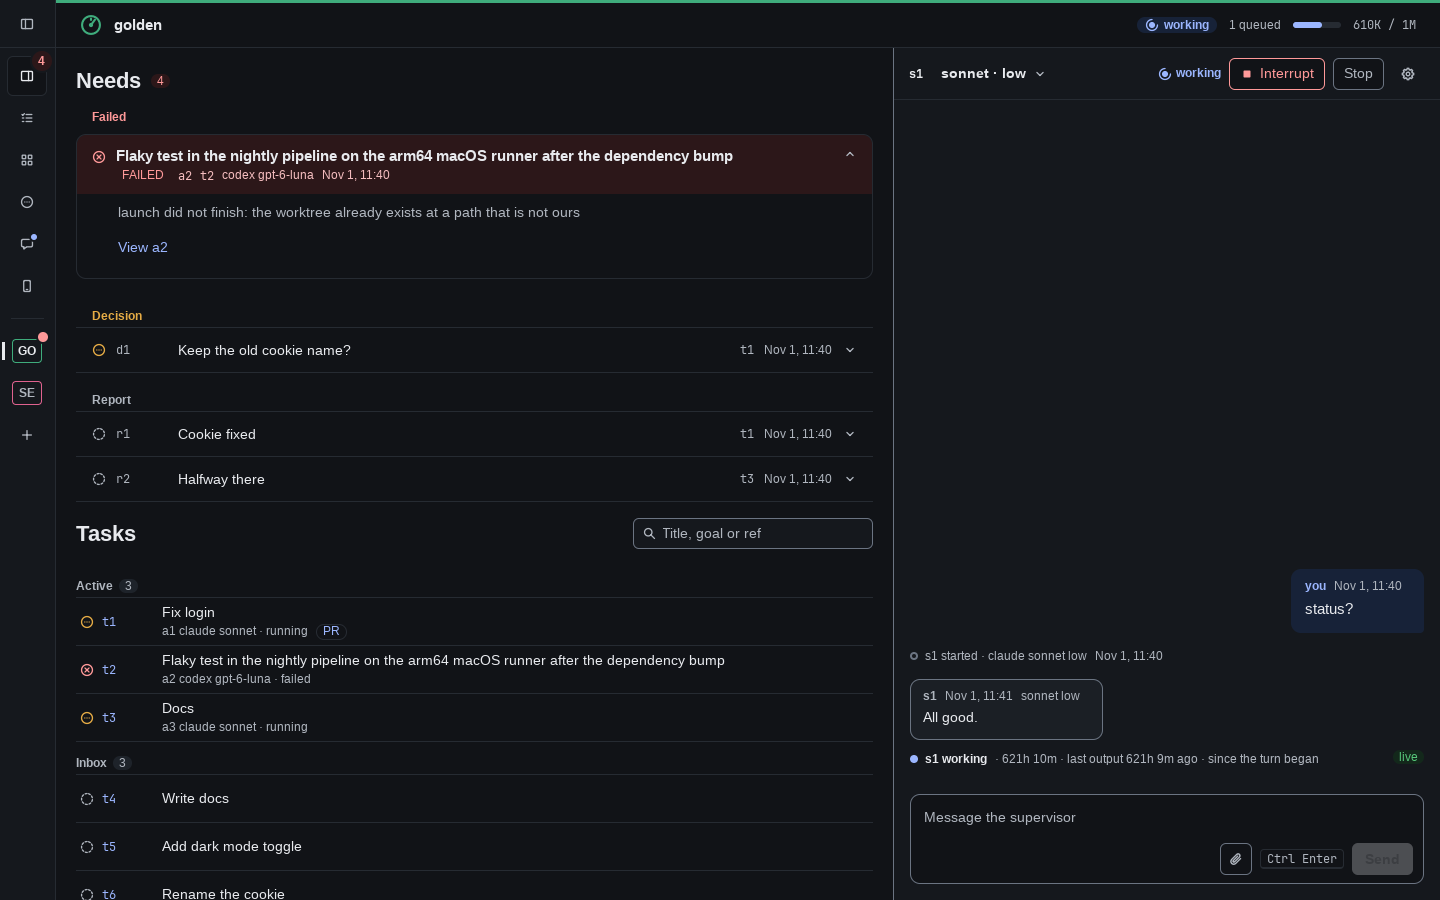 golden
working
1 queued
610K / 1M
4
GO
SE
Needs 4
Failed
Flaky test in the nightly pipeline on the arm64 macOS runner after the dependency bump
FAILED a2 t2 codex gpt-6-luna Nov 1, 11:40
launch did not finish: the worktree already exists at a path that is not ours
View a2
Decision
d1 Keep the old cookie name? t1 Nov 1, 11:40
Report
r1 Cookie fixed t1 Nov 1, 11:40
r2 Halfway there t3 Nov 1, 11:40
Tasks
Title, goal or ref
Active 3
t1 Fix login
a1 claude sonnet · running PR
t2 Flaky test in the nightly pipeline on the arm64 macOS runner after the dependency bump
a2 codex gpt-6-luna · failed
t3 Docs
a3 claude sonnet · running
Inbox 3
t4 Write docs
t5 Add dark mode toggle
t6 Rename the cookie
s1 sonnet · low
working
Interrupt
Stop
you Nov 1, 11:40
status?
s1 started · claude sonnet low Nov 1, 11:40
s1 Nov 1, 11:41 sonnet low
All good.
s1 working · 621h 10m · last output 621h 9m ago · since the turn began
live
Message the supervisor
Ctrl Enter
Send